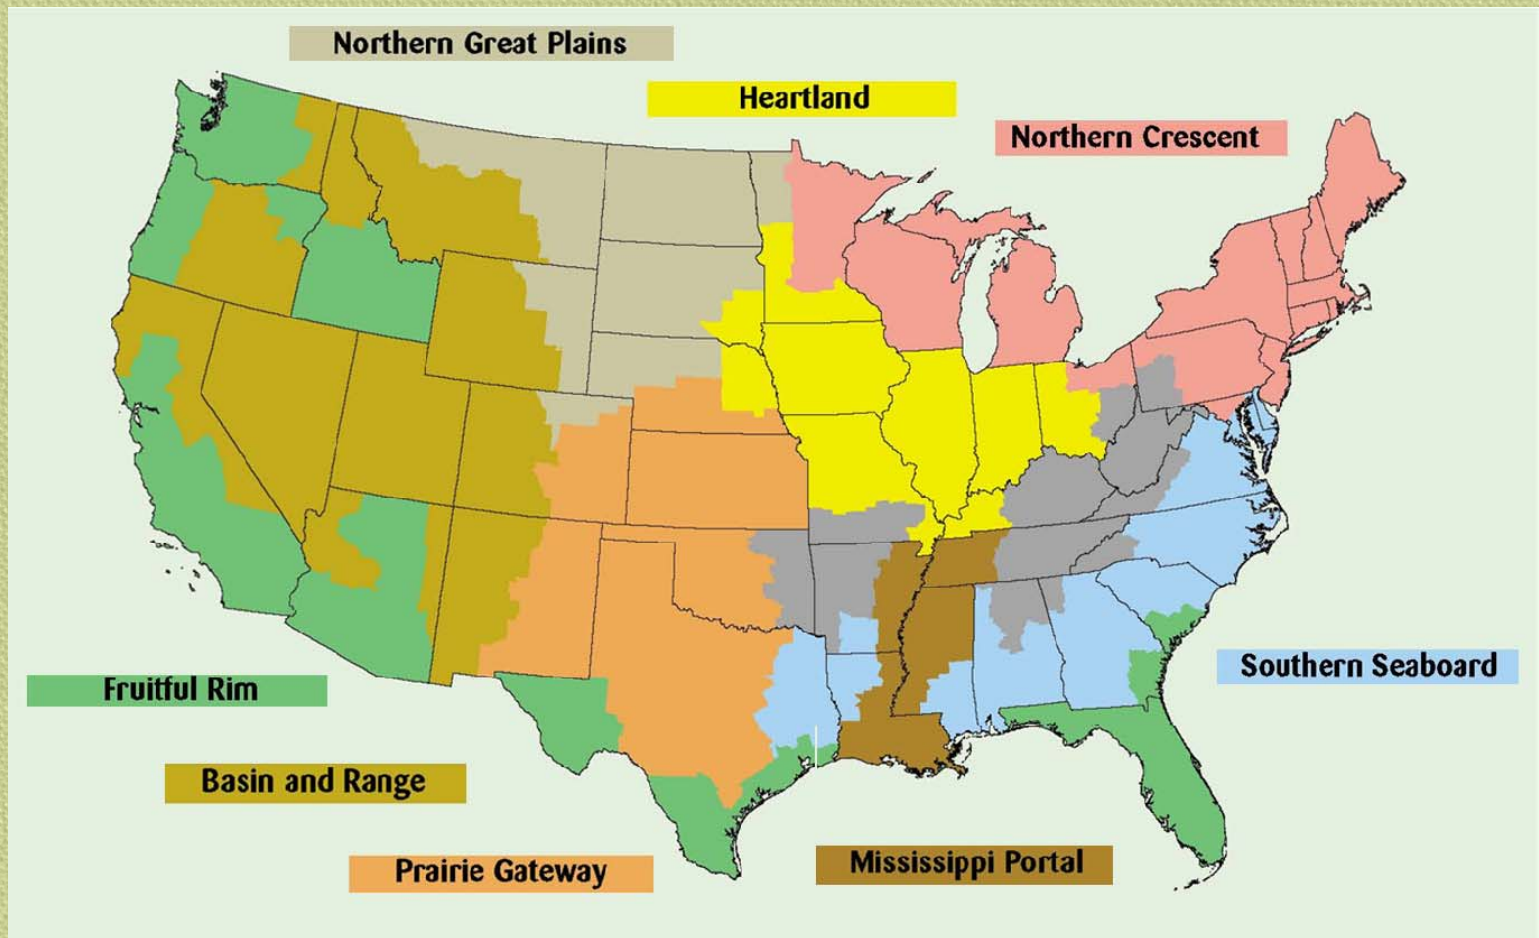 Northern Great Plains
Heartland
Northern Crescent
Southern Seaboard
Fruitful Rim
Basin and Range
Prairie Gateway
Mississippi Portal